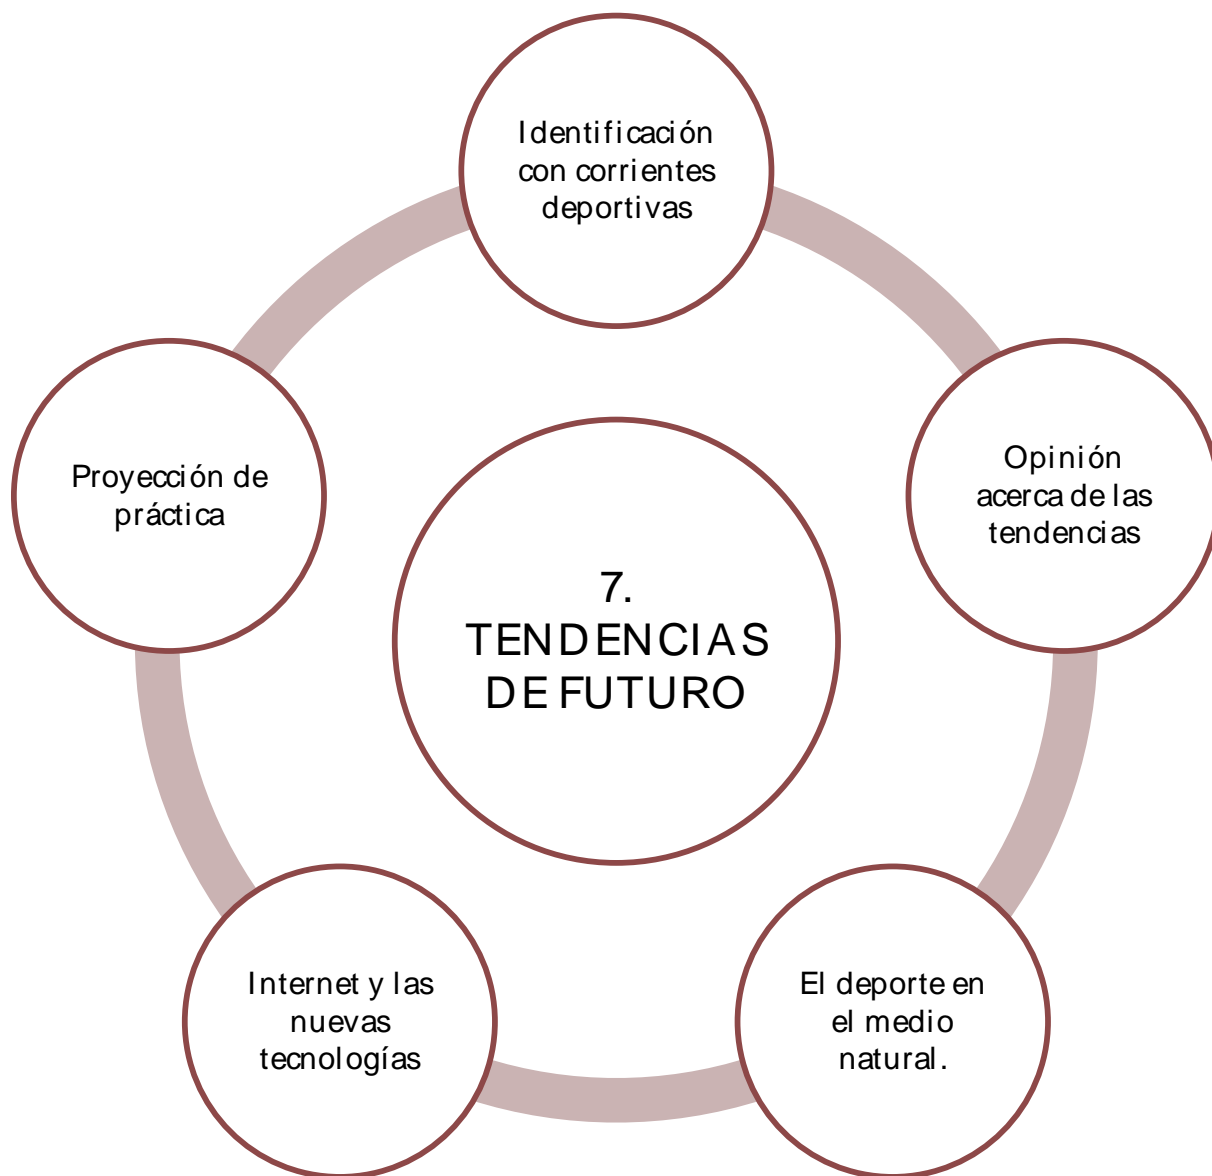 Identificación
con corrientes
deportivas
Opinión
acerca de las
tendencias
El deporte en
el medio
natural.
Internet y las
nuevas
tecnologías
Proyección de
práctica
7.
TENDENCIAS
DE FUTURO